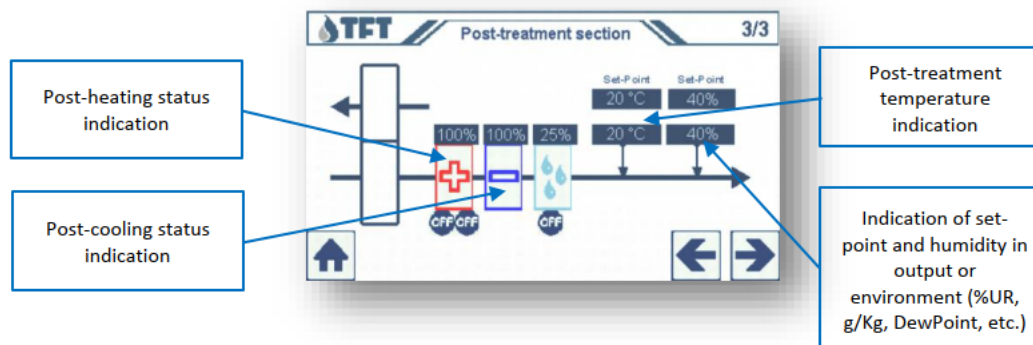 TFT
Post-treatment section
3/3
Post-heating status
indication
Post-cooling status
indication
Set-Point Set-Point
20 °C 40%
100% 100% 25% 20 °C 40%
OFF OFF OFF
Post-treatment
temperature
indication
Indication of set-
point and humidity in
output or
environment (%UR,
g/Kg, DewPoint, etc.)